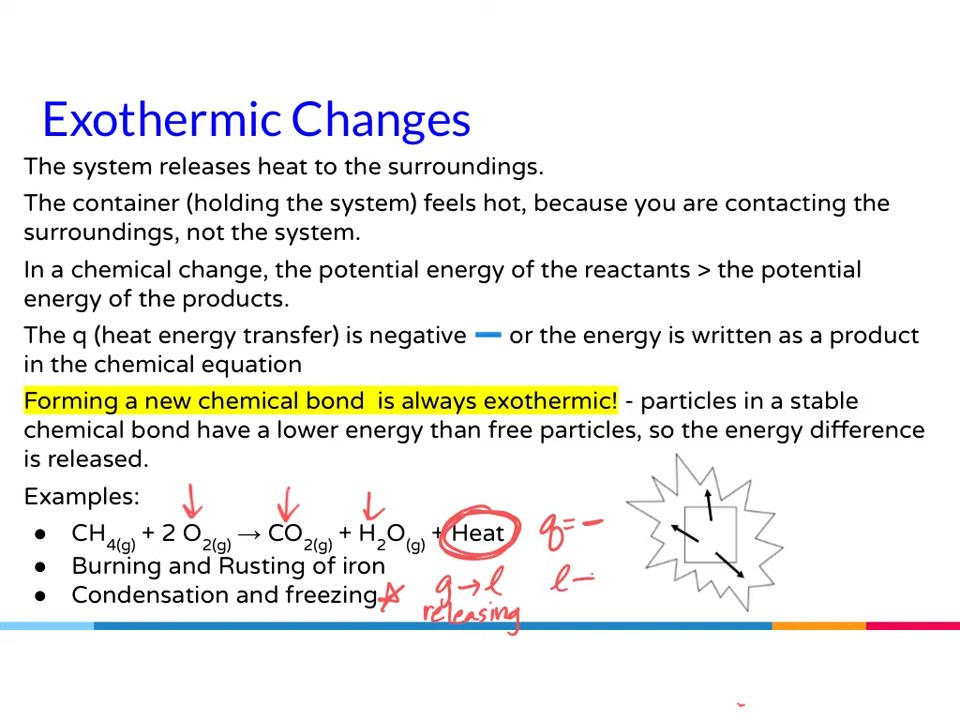 Exothermic Changes
The system releases heat to the surroundings.
The container (holding the system) feels hot, because you are contacting the
surroundings, not the system.
In a chemical change, the potential energy of the reactants > the potential
energy of the products.
The q (heat energy transfer) is negative ➖ or the energy is written as a product
in the chemical equation
Forming a new chemical bond  is always exothermic! - particles in a stable
chemical bond have a lower energy than free particles, so the energy difference
is released.
Examples:
● CH₄₍g₎ + 2 O₂₍g₎ → CO₂₍g₎ + H₂O₍g₎ + Heat q = -
● Burning and Rusting of iron
● Condensation and freezing g → l l -
releasing